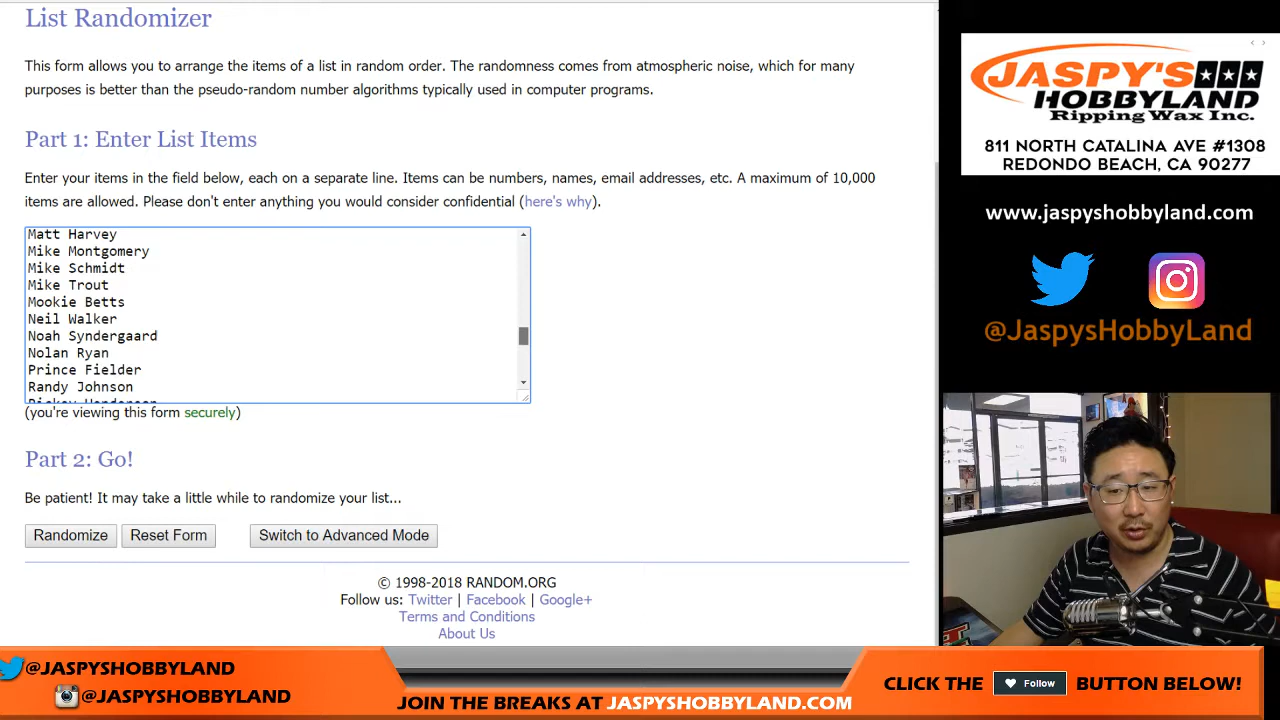 List Randomizer
This form allows you to arrange the items of a list in random order. The randomness comes from atmospheric noise, which for many
purposes is better than the pseudo-random number algorithms typically used in computer programs.
Part 1: Enter List Items
Enter your items in the field below, each on a separate line. Items can be numbers, names, email addresses, etc. A maximum of 10,000
items are allowed. Please don't enter anything you would consider confidential (here's why).
Matt Harvey
Mike Montgomery
Mike Schmidt
Mike Trout
Mookie Betts
Neil Walker
Noah Syndergaard
Nolan Ryan
Prince Fielder
Randy Johnson
(you're viewing this form securely)
Part 2: Go!
Be patient! It may take a little while to randomize your list...
Randomize Reset Form Switch to Advanced Mode
© 1998-2018 RANDOM.ORG
Follow us: Twitter | Facebook | Google+
Terms and Conditions
About Us
JASPY'S
HOBBYLAND
Ripping Wax Inc.
811 NORTH CATALINA AVE #1308
REDONDO BEACH, CA 90277
www.jaspyshobbyland.com
@JaspysHobbyLand
@JASPYSHOBBYLAND
@JASPYSHOBBYLAND
JOIN THE BREAKS AT JASPYSHOBBYLAND.COM
CLICK THE Follow BUTTON BELOW!